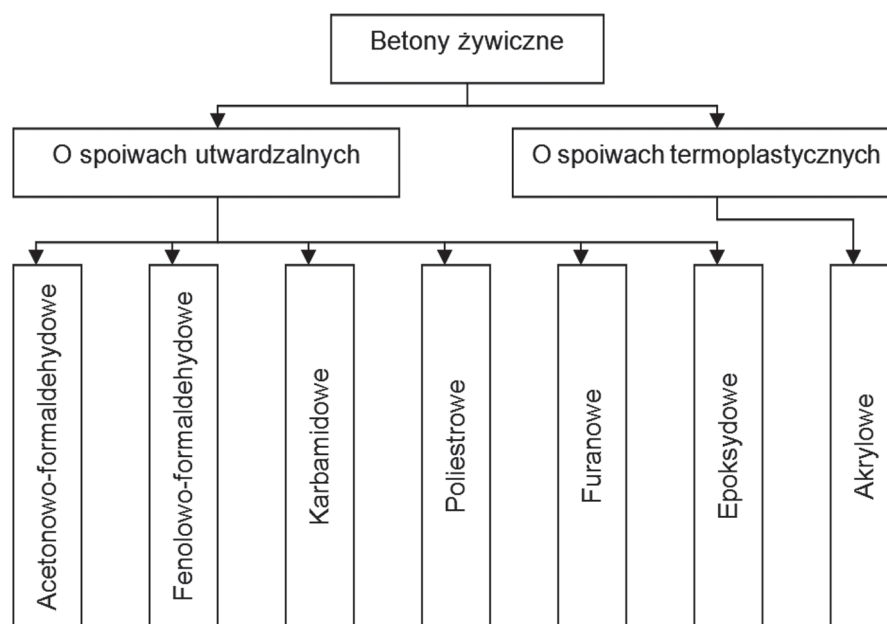 Betony żywiczne
O spoiwach utwardzalnych
O spoiwach termoplastycznych
Acetonowo-formaldehydowe
Fenolowo-formaldehydowe
Karbamidowe
Poliestrowe
Furanowe
Epoksydowe
Akrylowe